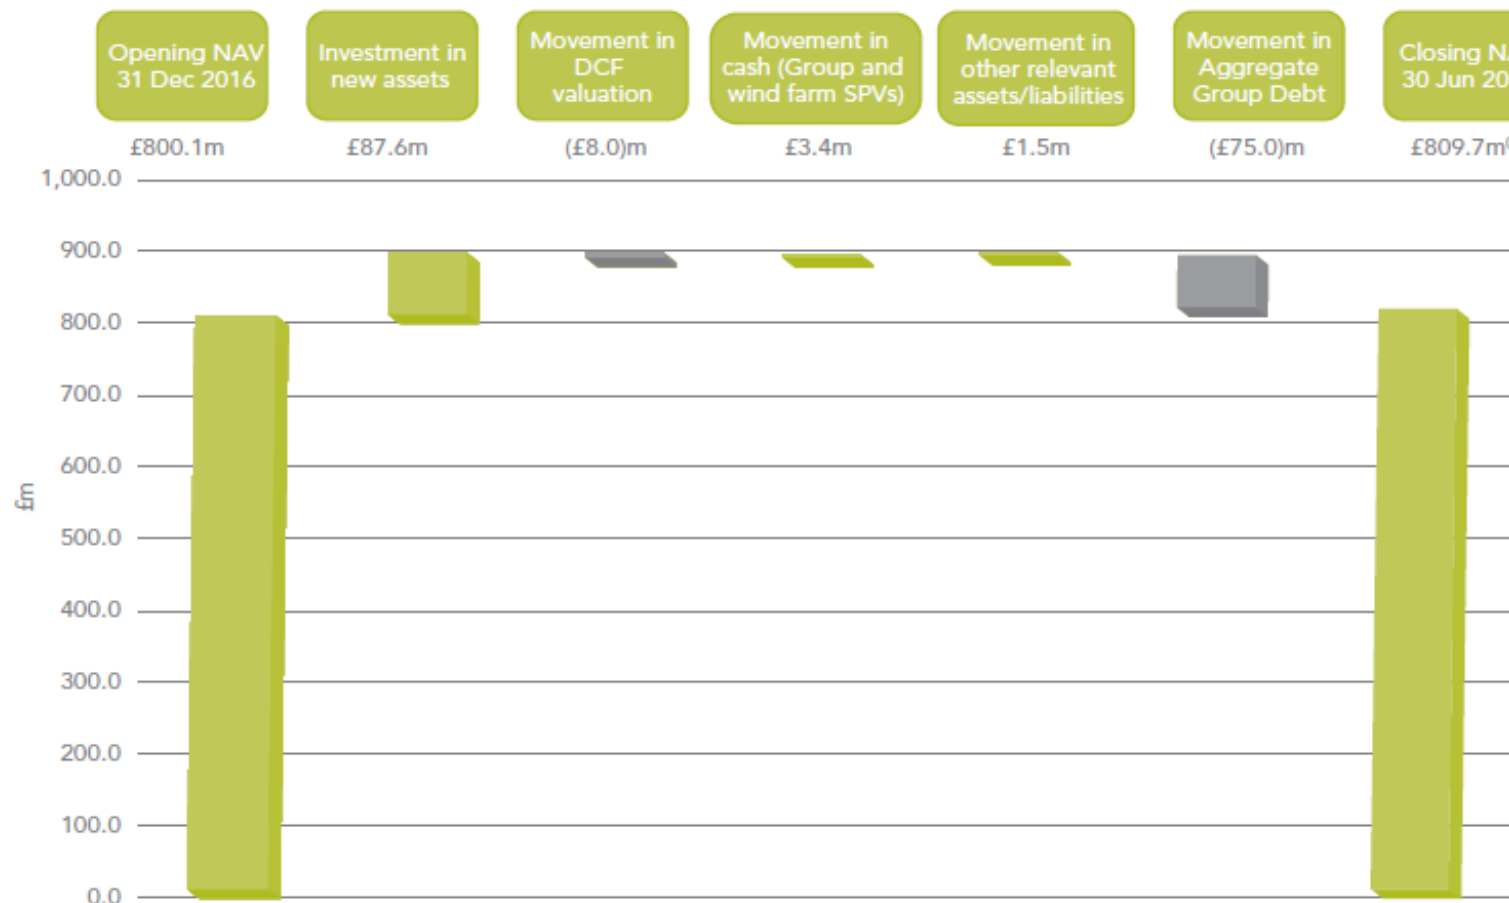 Opening NAV
31 Dec 2016
Investment in
new assets
Movement in
DCF
valuation
Movement in
cash (Group and
wind farm SPVs)
Movement in
other relevant
assets/liabilities
Movement in
Aggregate
Group Debt
Closing
30 Jun
£800.1m
£87.6m
(£8.0)m
£3.4m
£1.5m
(£75.0)m
£809.7m
1,000.0
900.0
800.0
700.0
600.0
500.0
400.0
300.0
200.0
100.0
0.0
£m